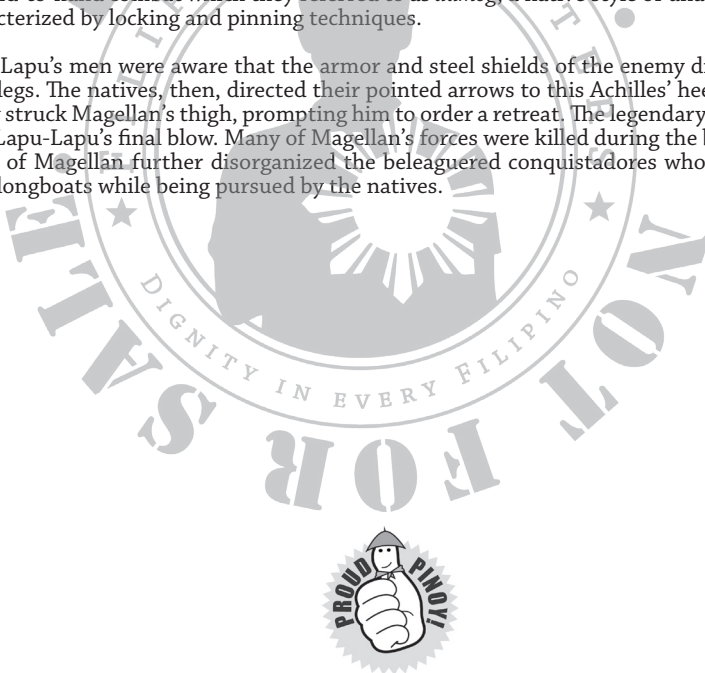 cterized by locking and pinning techniques.
Lapu's men were aware that the armor and steel shields of the enemy di
legs. The natives, then, directed their pointed arrows to this Achilles' hee
struck Magellan's thigh, prompting him to order a retreat. The legendary
Lapu-Lapu's final blow. Many of Magellan's forces were killed during the b
s of Magellan further disorganized the beleaguered conquistadores who
longboats while being pursued by the natives.
DIGNITY IN EVERY FILIPINO
NOT FOR SALE
PROUD PINOY!